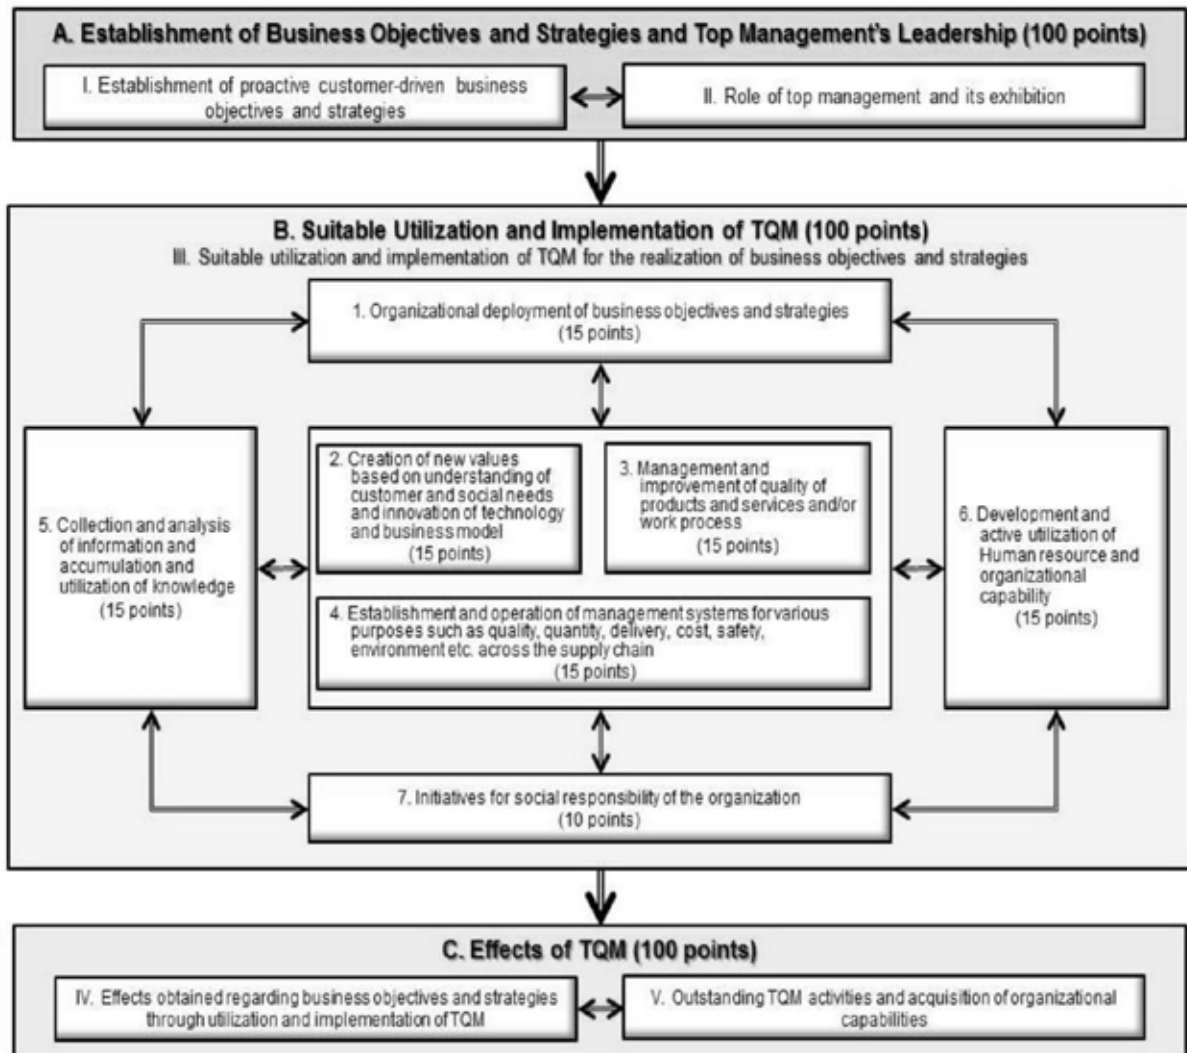 A. Establishment of Business Objectives and Strategies and Top Management's Leadership (100 points)
I. Establishment of proactive customer-driven business
objectives and strategies
II. Role of top management and its exhibition
B. Suitable Utilization and Implementation of TQM (100 points)
III. Suitable utilization and implementation of TQM for the realization of business objectives and strategies
1. Organizational deployment of business objectives and strategies
(15 points)
2. Creation of new values
based on understanding of
customer and social needs
and innovation of technology
and business model
(15 points)
3. Management and
improvement of quality of
products and services and/or
work process
(15 points)
5. Collection and analysis
of information and
accumulation and
utilization of knowledge
(15 points)
6. Development and
active utilization of
Human resource and
organizational
capability
(15 points)
4. Establishment and operation of management systems for various
purposes such as quality, quantity, delivery, cost, safety,
environment etc. across the supply chain
(15 points)
7. Initiatives for social responsibility of the organization
(10 points)
C. Effects of TQM (100 points)
IV. Effects obtained regarding business objectives and strategies
through utilization and implementation of TQM
V. Outstanding TQM activities and acquisition of organizational
capabilities